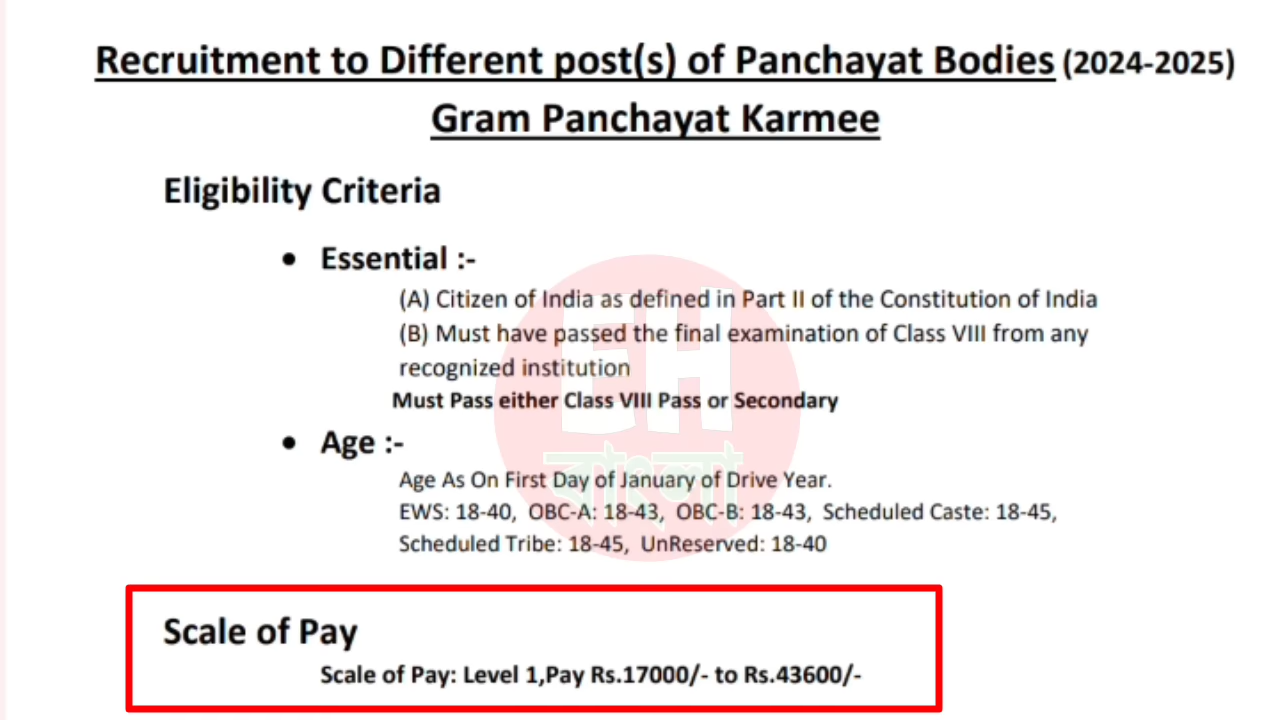 Recruitment to Different post(s) of Panchayat Bodies (2024-2025)
Gram Panchayat Karmee
Eligibility Criteria
• Essential :-
(A) Citizen of India as defined in Part II of the Constitution of India
(B) Must have passed the final examination of Class VIII from any
recognized institution
Must Pass either Class VIII Pass or Secondary
• Age :-
Age As On First Day of January of Drive Year.
EWS: 18-40, OBC-A: 18-43, OBC-B: 18-43, Scheduled Caste: 18-45,
Scheduled Tribe: 18-45, UnReserved: 18-40
EH
বাংলা
Scale of Pay
Scale of Pay: Level 1,Pay Rs.17000/- to Rs.43600/-